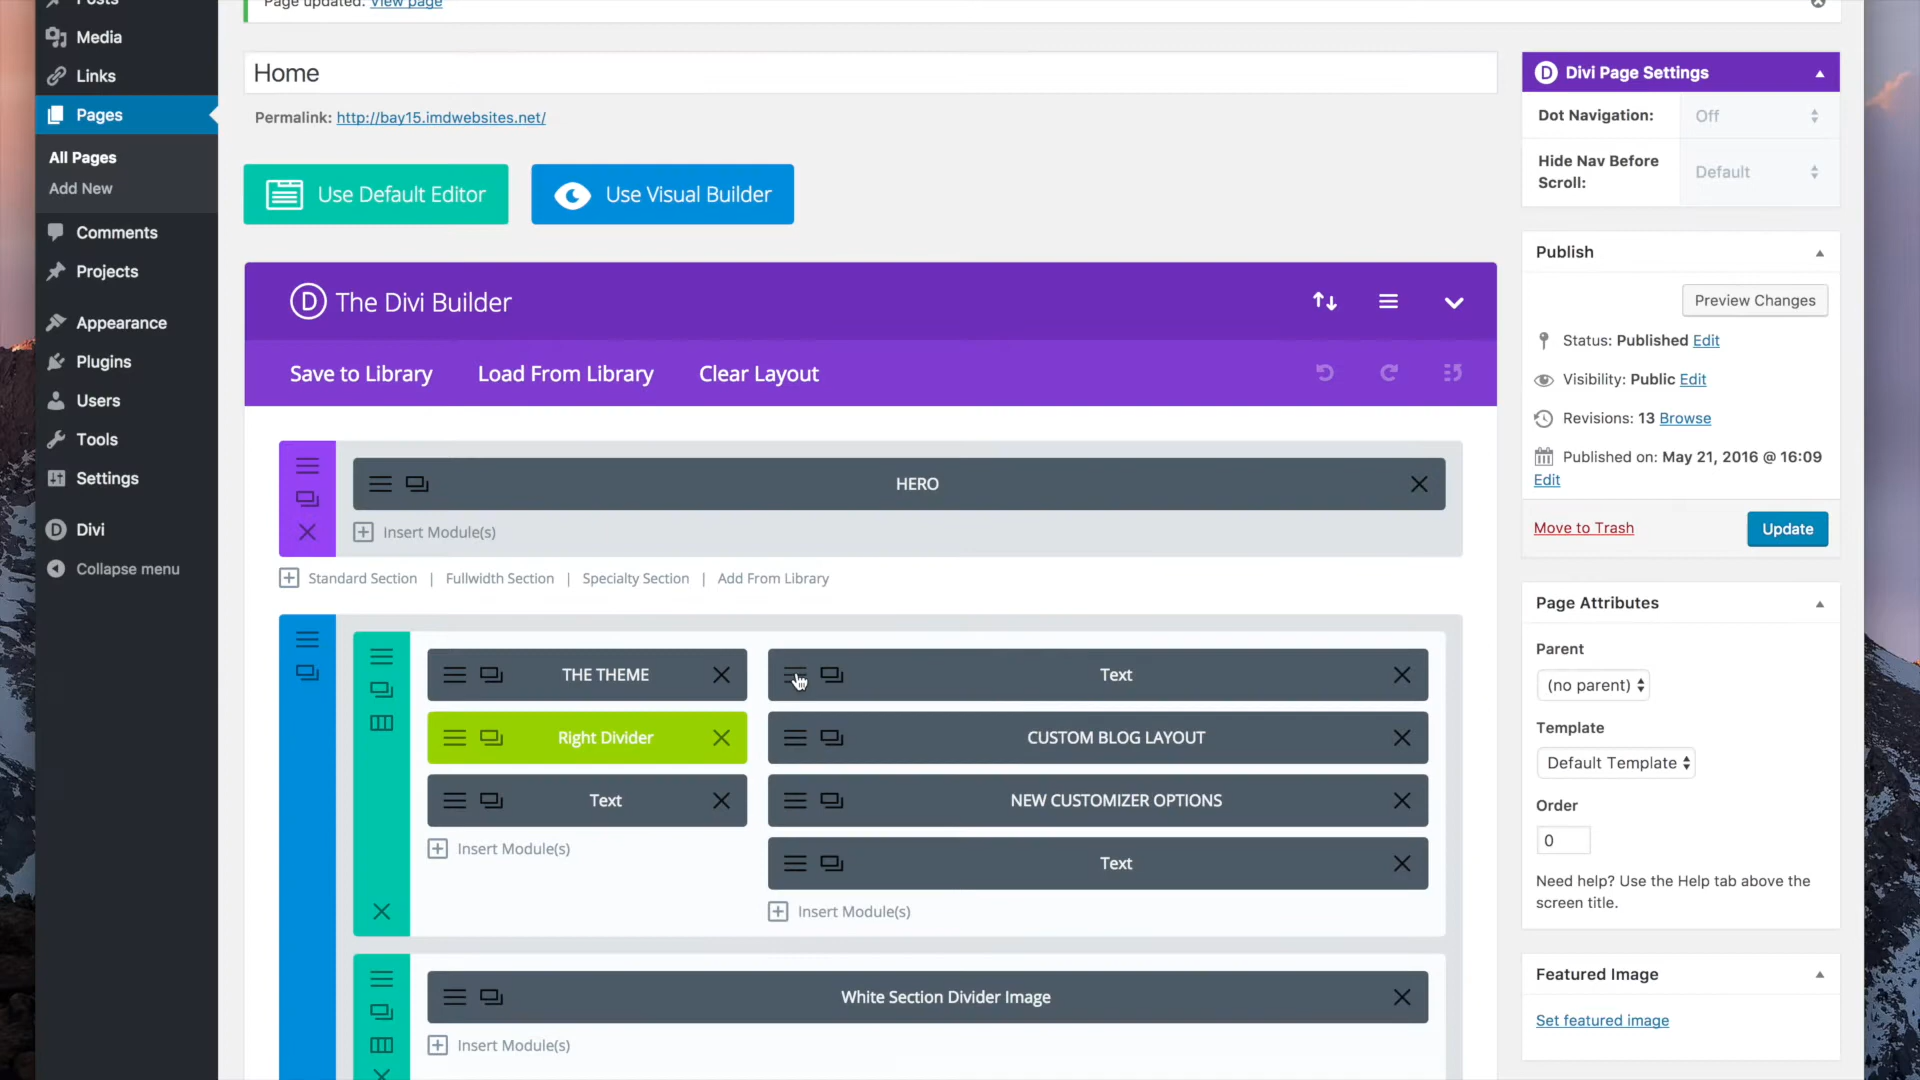 Posts
Media
Links
Pages
All Pages
Add New
Comments
Projects
Appearance
Plugins
Users
Tools
Settings
Divi
Collapse menu
Page updated. View page
Home
Permalink: http://bay15.imdwebsites.net/
Use Default Editor
Use Visual Builder
D The Divi Builder
Save to Library
Load From Library
Clear Layout
HERO
Insert Module(s)
Standard Section | Fullwidth Section | Specialty Section | Add From Library
THE THEME
Right Divider
Text
Insert Module(s)
Text
CUSTOM BLOG LAYOUT
NEW CUSTOMIZER OPTIONS
Text
Insert Module(s)
White Section Divider Image
Insert Module(s)
D Divi Page Settings
Dot Navigation: Off
Hide Nav Before
Scroll:
Default
Publish
Preview Changes
Status: Published Edit
Visibility: Public Edit
Revisions: 13 Browse
Published on: May 21, 2016 @ 16:09
Edit
Move to Trash
Update
Page Attributes
Parent
(no parent)
Template
Default Template
Order
0
Need help? Use the Help tab above the
screen title.
Featured Image
Set featured image